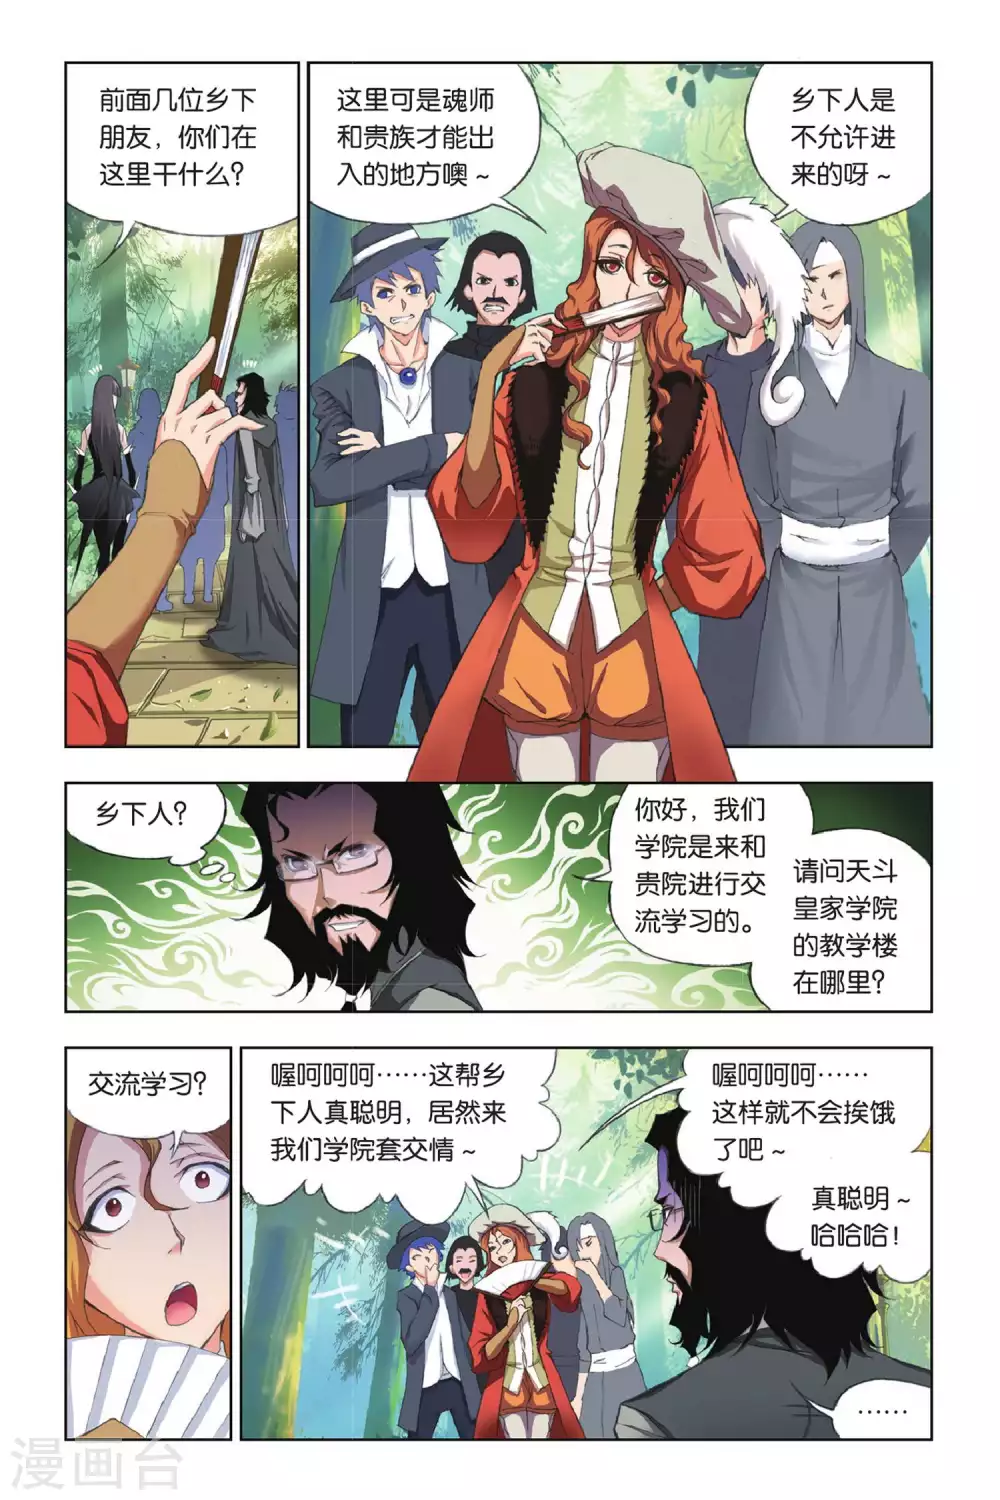 前面几位乡下
朋友，你们在
这里干什么？
这里可是魂师
和贵族才能出
入的地方噢~
乡下人是
不允许进
来的呀~
乡下人？
你好，我们
学院是来和
贵院进行交
流学习的。
请问天斗
皇家学院
的教学楼
在哪里？
交流学习？
喔呵呵呵……这帮乡
下人真聪明，居然来
我们学院套交情~
喔呵呵呵……
这样就不会挨饿
了吧~
真聪明~
哈哈哈！
……
漫画台